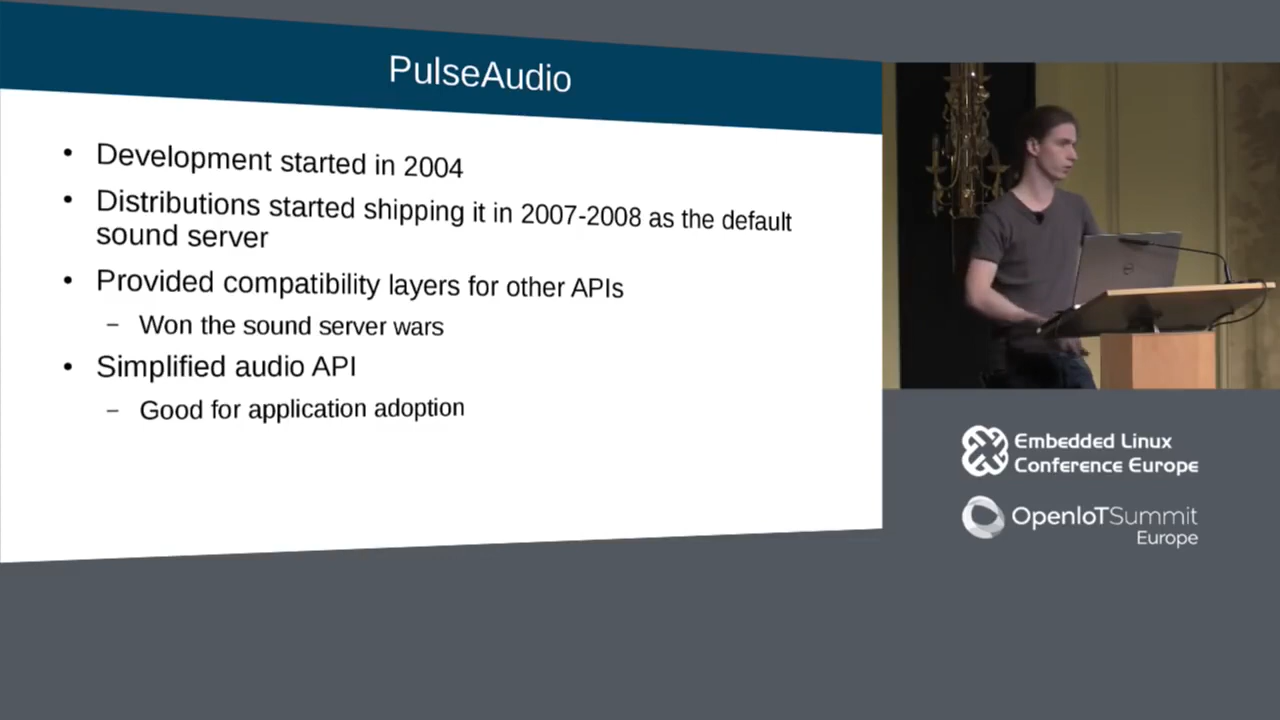 PulseAudio
• Development started in 2004
• Distributions started shipping it in 2007-2008 as the default
sound server
• Provided compatibility layers for other APIs
– Won the sound server wars
• Simplified audio API
– Good for application adoption
Embedded Linux
Conference Europe
OpenIoTSummit
Europe